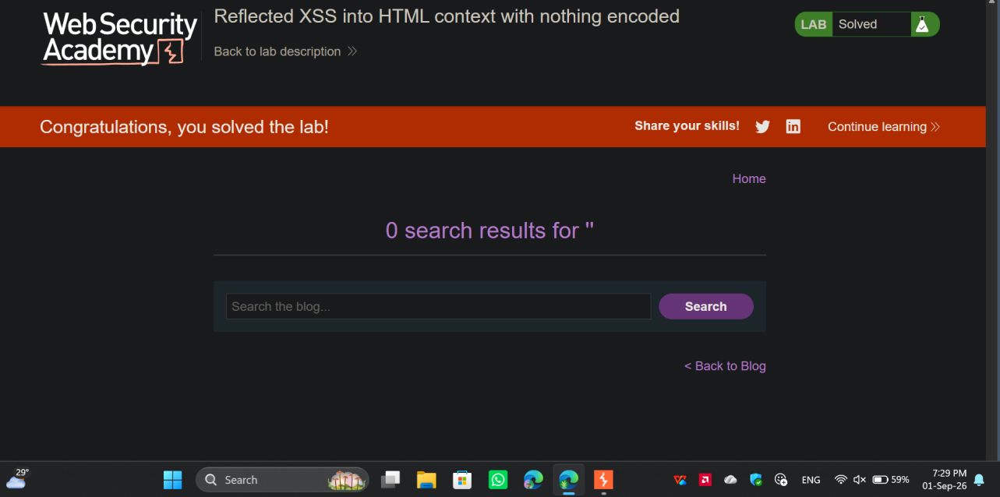 Web Security
Academy
Reflected XSS into HTML context with nothing encoded
Back to lab description
LAB Solved
Congratulations, you solved the lab!
Share your skills!
in
Continue learning
Home
0 search results for ''
Search the blog...
Search
< Back to Blog
29°
Search
ENG
59%
7:29 PM
01-Sep-26